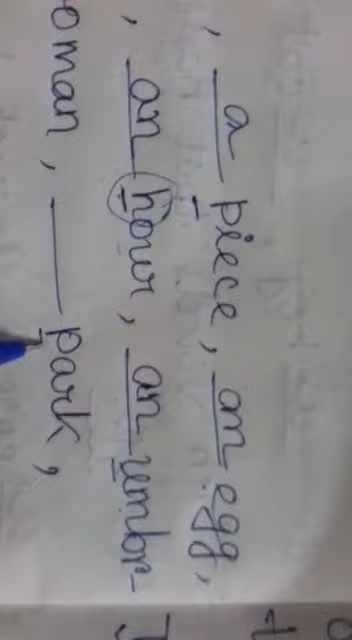 , a piece, an egg,
, an hour, an umbr-
oman, ___ park,